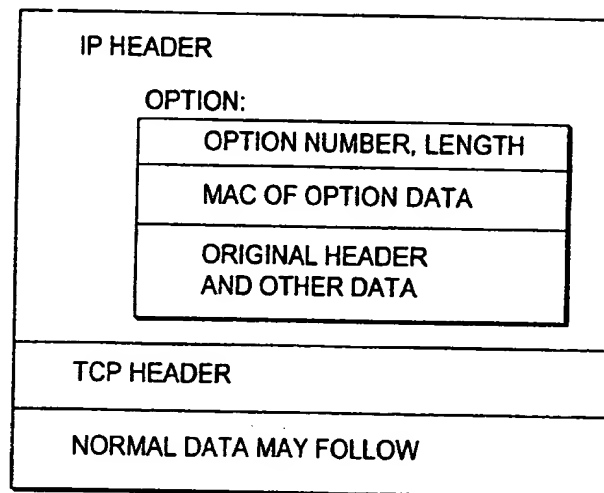 IP HEADER
OPTION:
OPTION NUMBER, LENGTH
MAC OF OPTION DATA
ORIGINAL HEADER
AND OTHER DATA
TCP HEADER
NORMAL DATA MAY FOLLOW